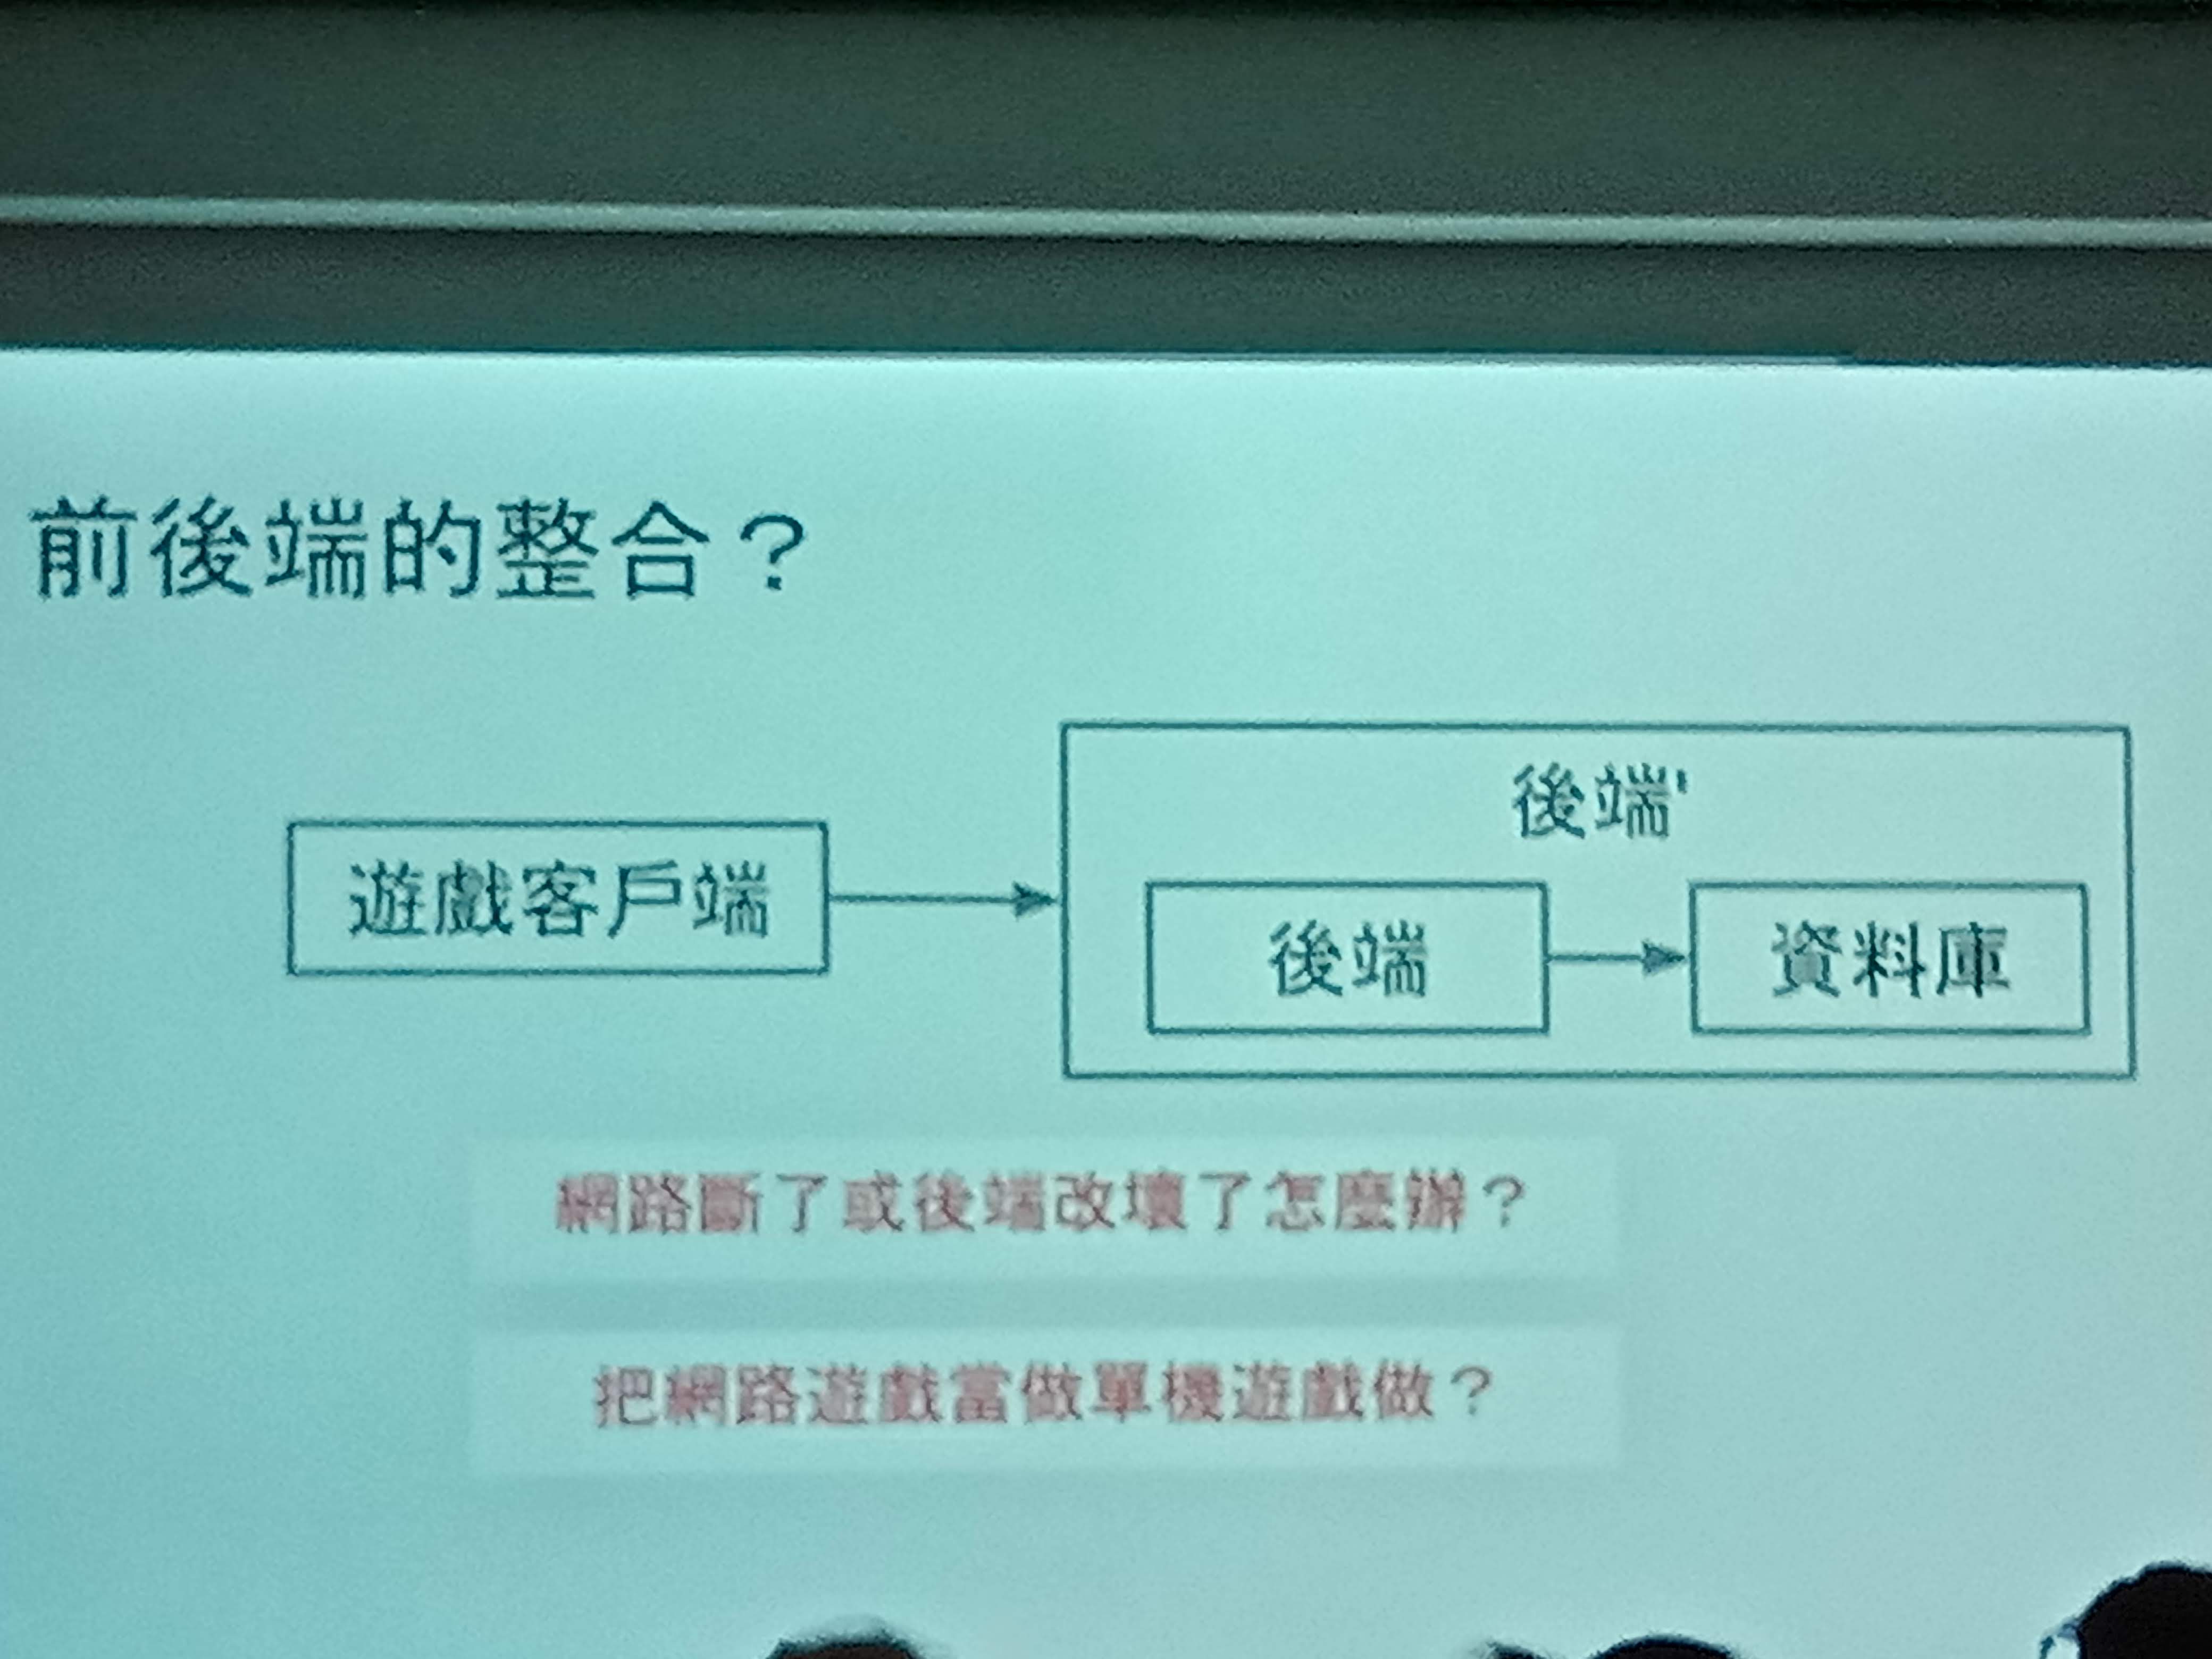 前後端的整合？
後端'
遊戲客戶端
後端
資料庫
網路斷了或後端改壞了怎麼辦？
把網路遊戲當做單機遊戲做？